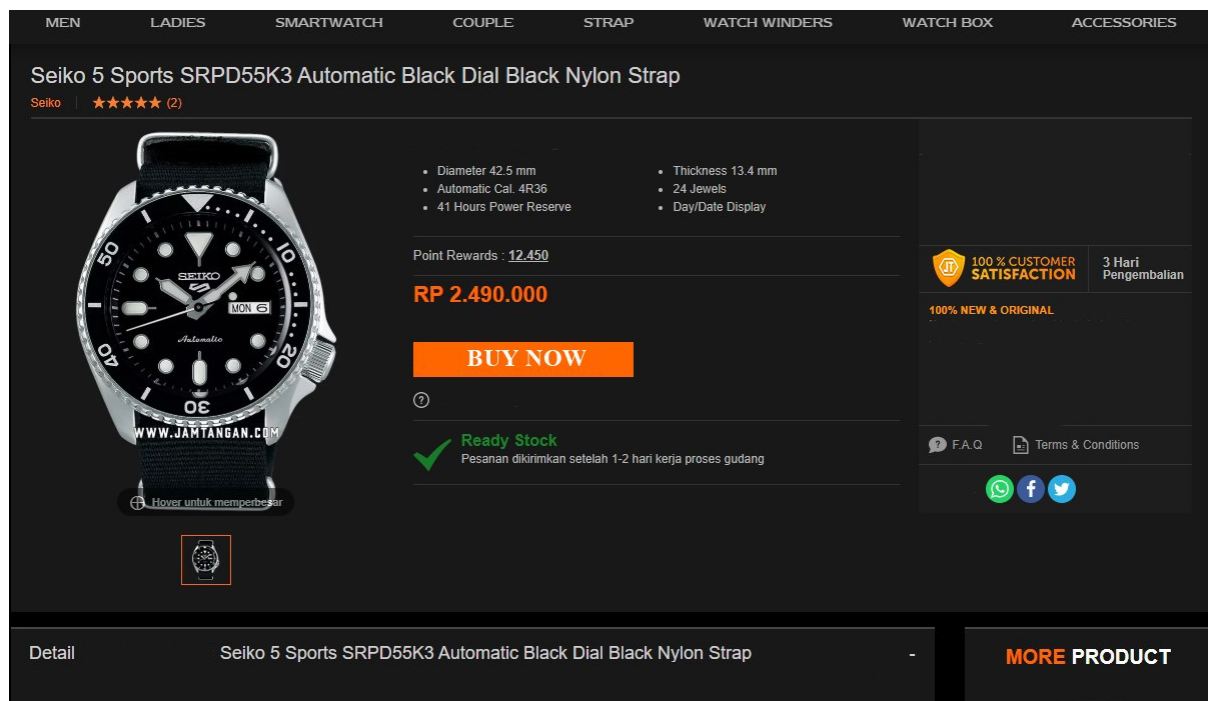 MEN LADIES SMARTWATCH COUPLE STRAP WATCH WINDERS WATCH BOX ACCESSORIES
Seiko 5 Sports SRPD55K3 Automatic Black Dial Black Nylon Strap
Seiko (2)
Diameter 42.5 mm
Automatic Cal. 4R36
41 Hours Power Reserve
Thickness 13.4 mm
24 Jewels
Day/Date Display
Point Rewards : 12.450
RP 2.490.000
BUY NOW
?
Ready Stock
Pesanan dikirimkan setelah 1-2 hari kerja proses gudang
50
10
SEIKO
5
MON 6
Automatic
40
20
30
WWW.JAMTANGAN.COM
Hover untuk memperbesar
JT
100 % CUSTOMER
SATISFACTION
3 Hari
Pengembalian
100% NEW & ORIGINAL
? F.A.Q Terms & Conditions
f
Detail Seiko 5 Sports SRPD55K3 Automatic Black Dial Black Nylon Strap -
MORE PRODUCT